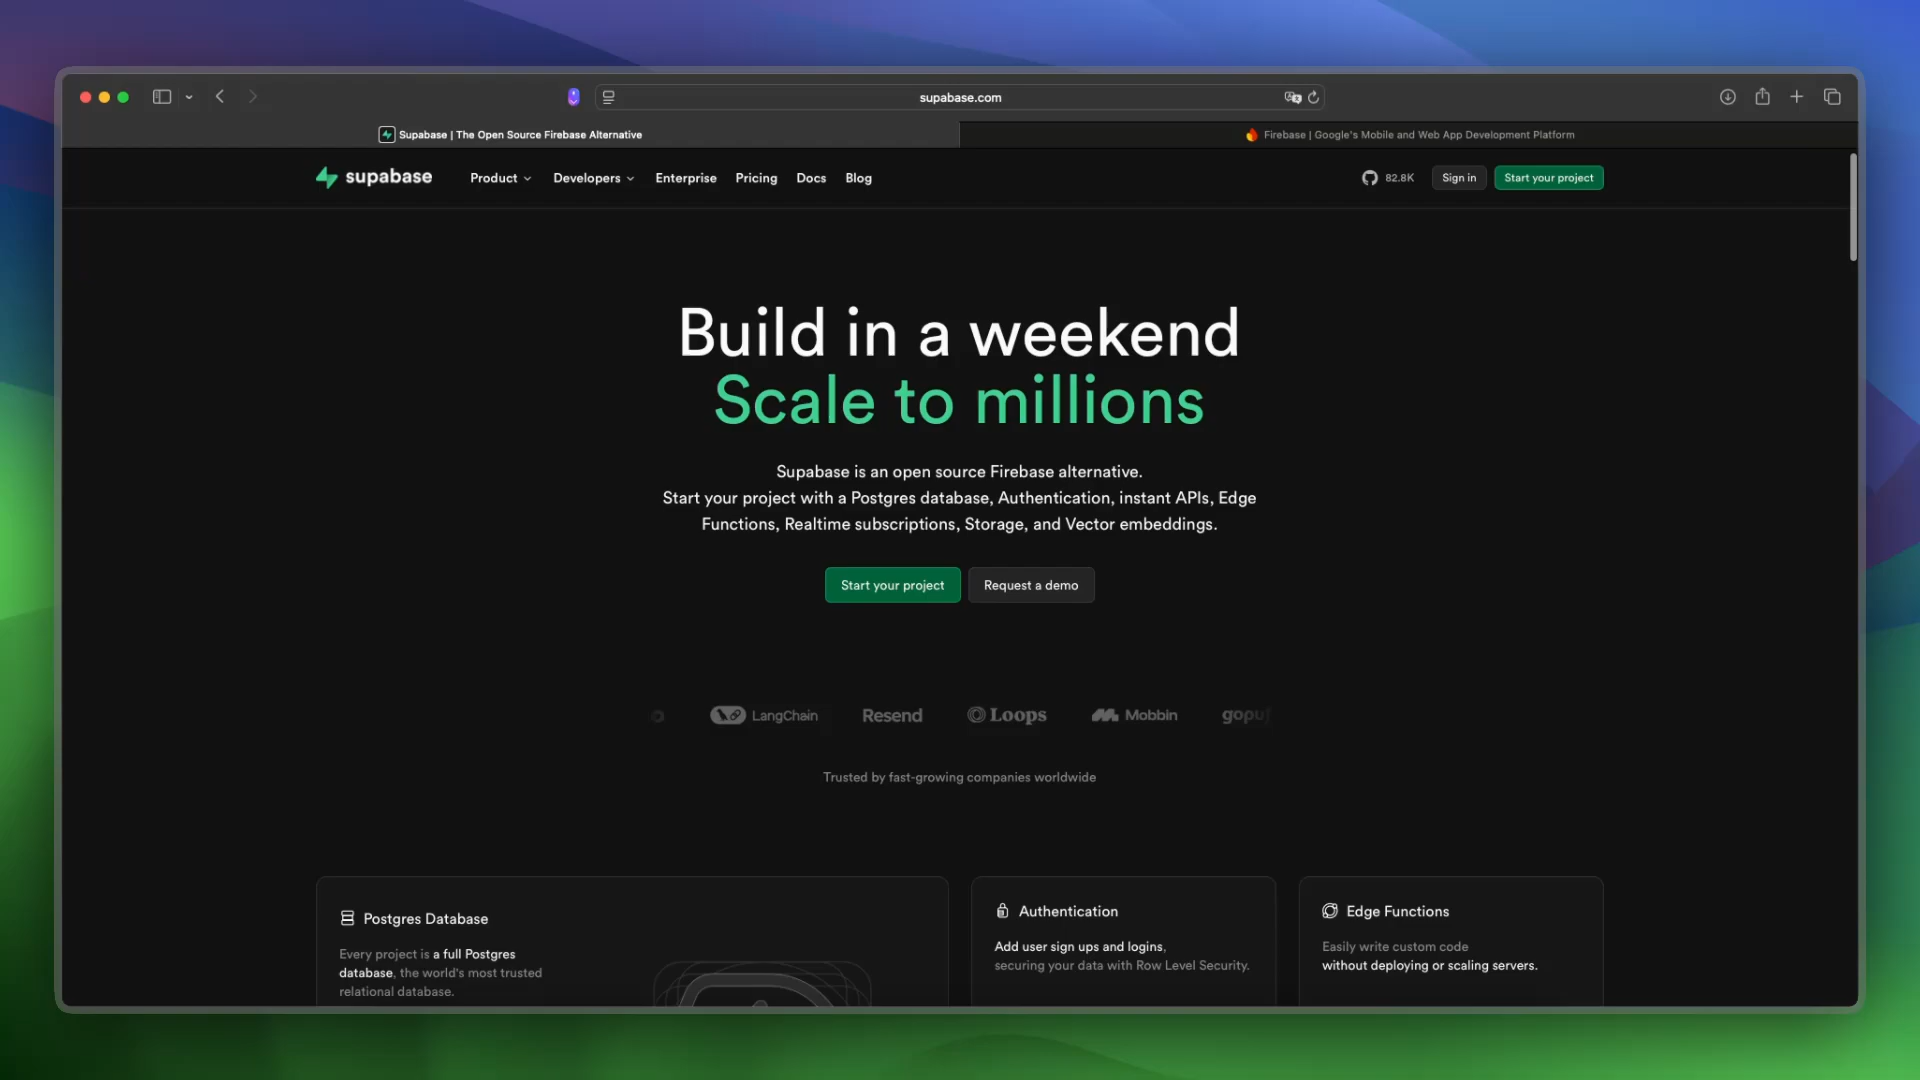 supabase.com
Supabase | The Open Source Firebase Alternative
Firebase | Google's Mobile and Web App Development Platform
supabase
Product
Developers
Enterprise
Pricing
Docs
Blog
82.8K
Sign in
Start your project
Build in a weekend
Scale to millions
Supabase is an open source Firebase alternative.
Start your project with a Postgres database, Authentication, instant APIs, Edge
Functions, Realtime subscriptions, Storage, and Vector embeddings.
Start your project
Request a demo
LangChain
Resend
Loops
Mobbin
gopuf
Trusted by fast-growing companies worldwide
Postgres Database
Every project is a full Postgres
database, the world's most trusted
relational database.
Authentication
Add user sign ups and logins,
securing your data with Row Level Security.
Edge Functions
Easily write custom code
without deploying or scaling servers.